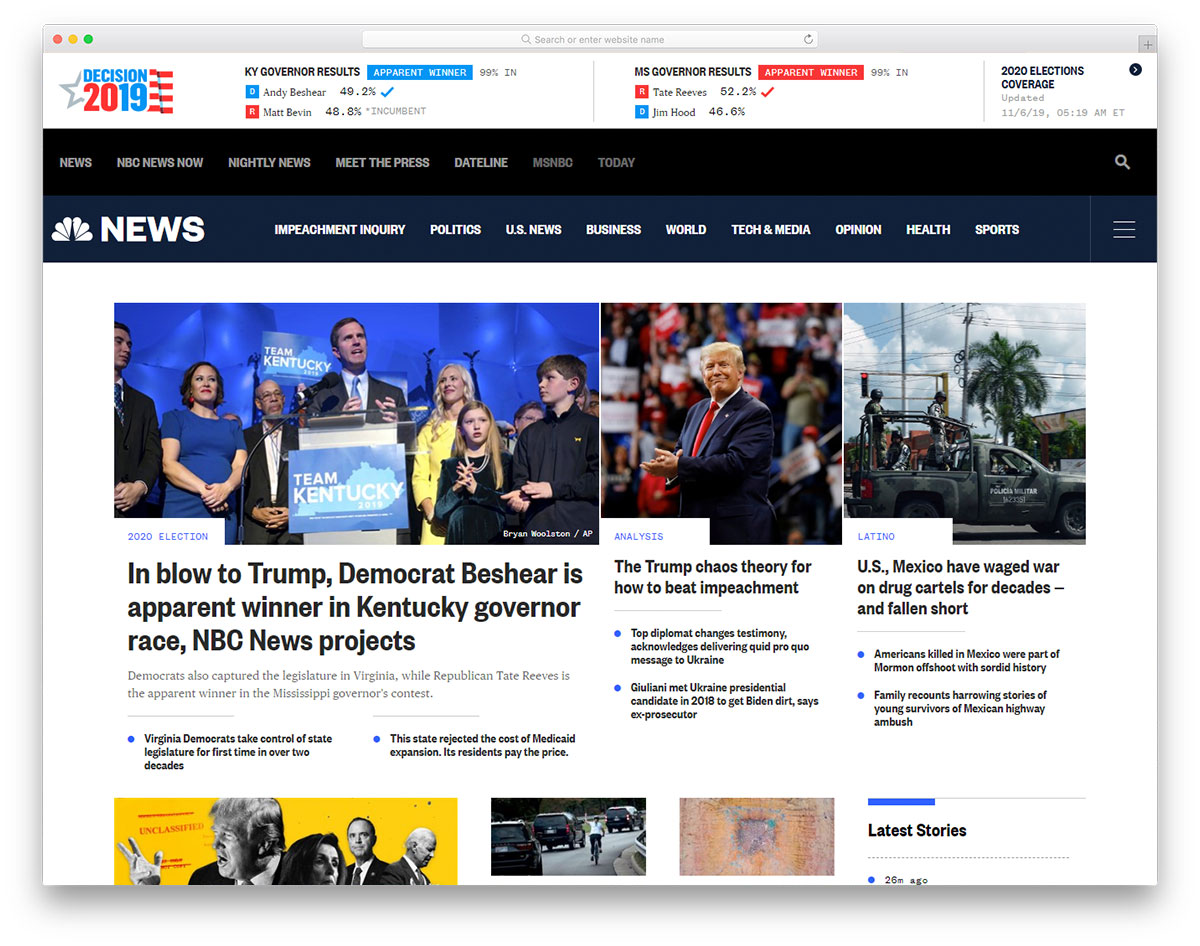 Search or enter website name
DECISION
2019
KY GOVERNOR RESULTS APPARENT WINNER 99% IN
D Andy Beshear 49.2%
R Matt Bevin 48.8% *INCUMBENT
MS GOVERNOR RESULTS APPARENT WINNER 99% IN
R Tate Reeves 52.2%
D Jim Hood 46.6%
2020 ELECTIONS
COVERAGE
Updated
11/6/19, 05:19 AM ET
NEWS NBC NEWS NOW NIGHTLY NEWS MEET THE PRESS DATELINE MSNBC TODAY
NEWS IMPEACHMENT INQUIRY POLITICS U.S. NEWS BUSINESS WORLD TECH & MEDIA OPINION HEALTH SPORTS
TEAM
KENTUCKY
2019
TEAM
KENTUCKY
2019
POLICIA MILITAR
Bryan Woolston / AP
2020 ELECTION
In blow to Trump, Democrat Beshear is
apparent winner in Kentucky governor
race, NBC News projects
Democrats also captured the legislature in Virginia, while Republican Tate Reeves is
the apparent winner in the Mississippi governor's contest.
Virginia Democrats take control of state
legislature for first time in over two
decades
This state rejected the cost of Medicaid
expansion. Its residents pay the price.
ANALYSIS
The Trump chaos theory for
how to beat impeachment
Top diplomat changes testimony,
acknowledges delivering quid pro quo
message to Ukraine
Giuliani met Ukraine presidential
candidate in 2018 to get Biden dirt, says
ex-prosecutor
LATINO
U.S., Mexico have waged war
on drug cartels for decades —
and fallen short
Americans killed in Mexico were part of
Mormon offshoot with sordid history
Family recounts harrowing stories of
young survivors of Mexican highway
ambush
UNCLASSIFIED
Latest Stories
26m ago